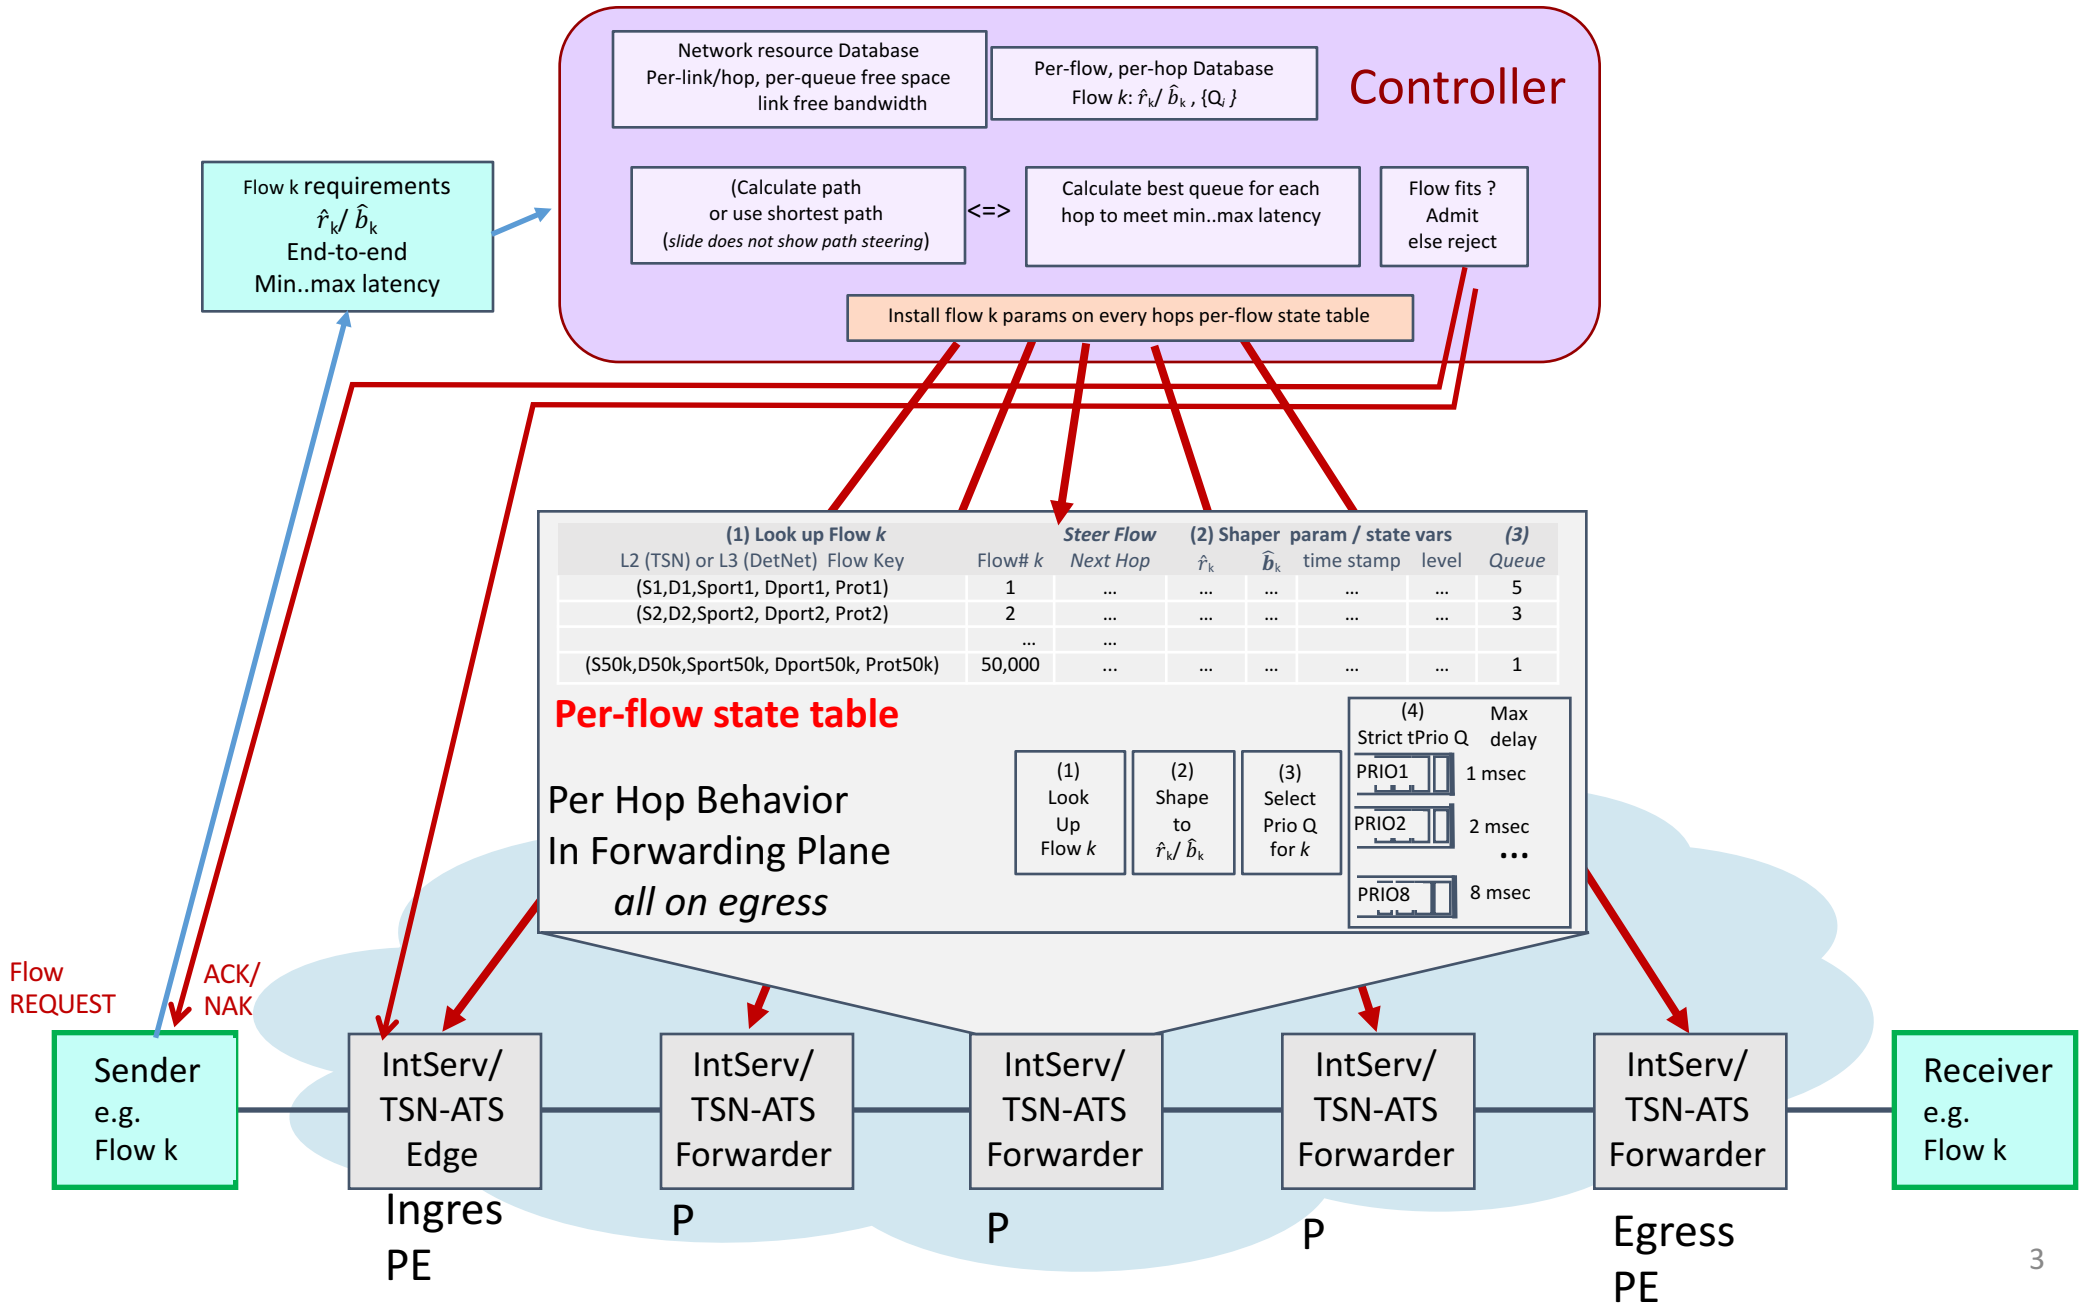 Controller
Network resource Database
Per-link/hop, per-queue free space
link free bandwidth
Per-flow, per-hop Database
Flow k: r̂k/ b̂k , {Qi }
Flow k requirements
r̂k/ b̂k
End-to-end
Min..max latency
(Calculate path
or use shortest path
(slide does not show path steering)
<=>
Calculate best queue for each
hop to meet min..max latency
Flow fits ?
Admit
else reject
Install flow k params on every hops per-flow state table
(1) Look up Flow k Steer Flow (2) Shaper param / state vars (3)
L2 (TSN) or L3 (DetNet) Flow Key Flow# k Next Hop r̂k b̂k time stamp level Queue
(S1,D1,Sport1, Dport1, Prot1) 1 ... ... ... ... ... 5
(S2,D2,Sport2, Dport2, Prot2) 2 ... ... ... ... ... 3
... ...
(S50k,D50k,Sport50k, Dport50k, Prot50k) 50,000 ... ... ... ... ... 1
Per-flow state table
Per Hop Behavior
In Forwarding Plane
all on egress
(1)
Look
Up
Flow k
(2)
Shape
to
r̂k/ b̂k
(3)
Select
Prio Q
for k
(4)
Strict tPrio Q
Max
delay
PRIO1 1 msec
PRIO2 2 msec
...
PRIO8 8 msec
Flow
REQUEST
ACK/
NAK
Sender
e.g.
Flow k
IntServ/
TSN-ATS
Edge
IntServ/
TSN-ATS
Forwarder
IntServ/
TSN-ATS
Forwarder
IntServ/
TSN-ATS
Forwarder
IntServ/
TSN-ATS
Forwarder
Receiver
e.g.
Flow k
Ingres
PE
P
P
P
Egress
PE
3